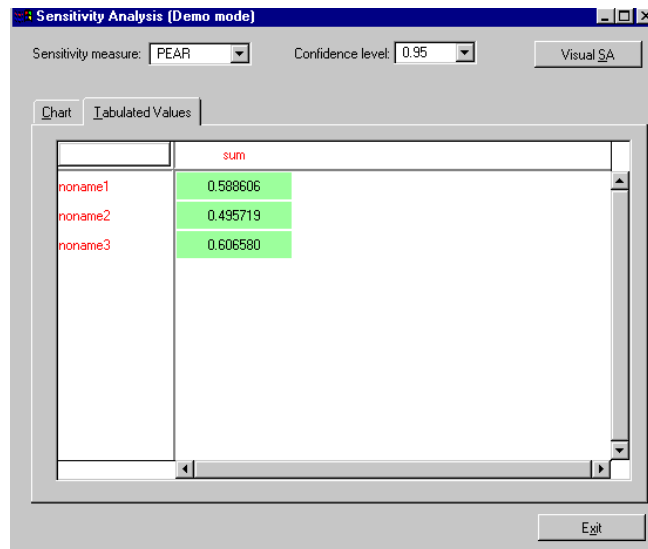 Sensitivity Analysis (Demo mode)
Sensitivity measure: PEAR Confidence level: 0.95 Visual SA
Chart Tabulated Values
sum
noname1 0.588606
noname2 0.495719
noname3 0.606580
Exit